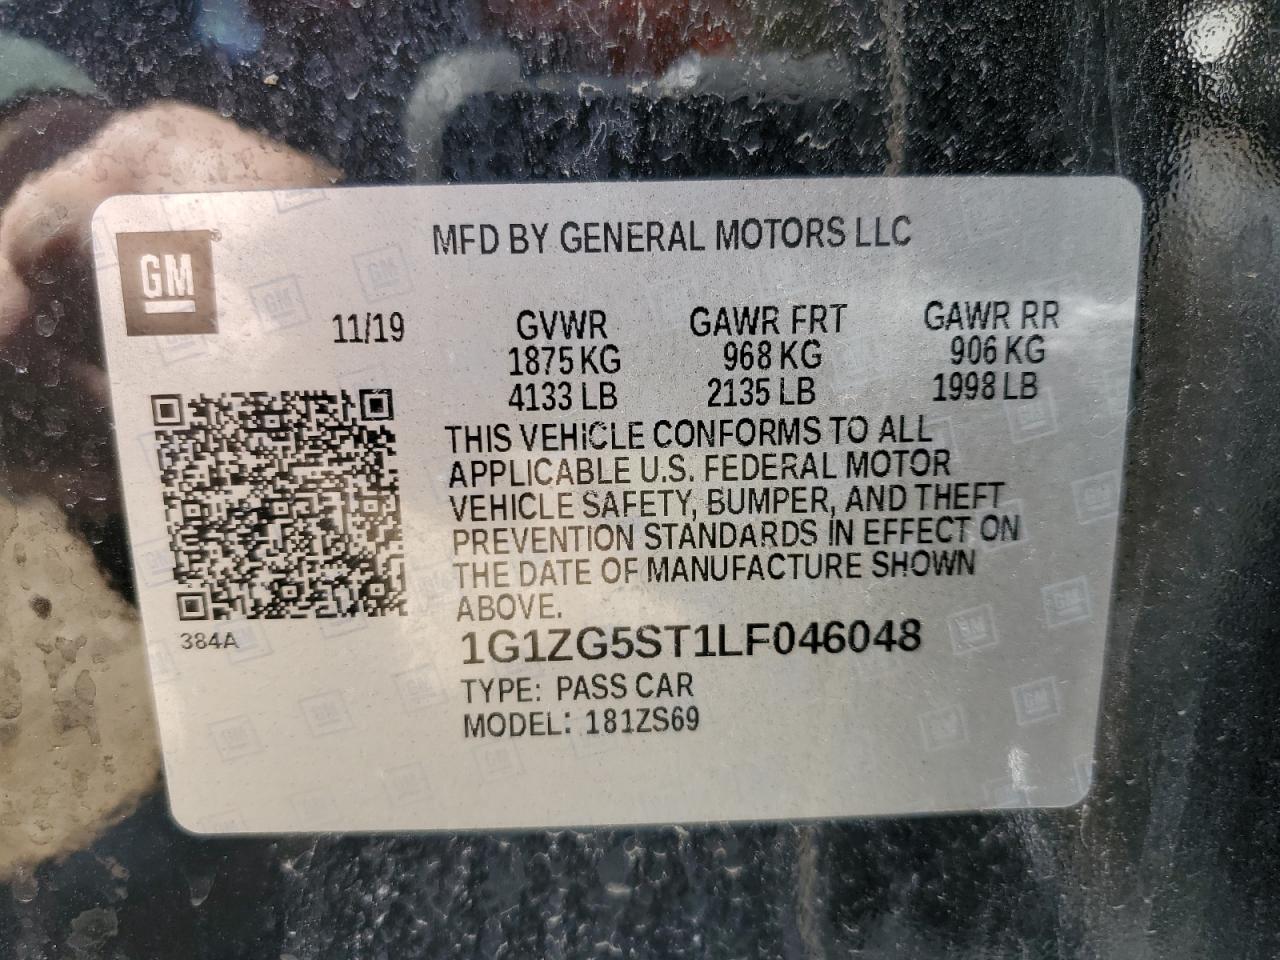 MFD BY GENERAL MOTORS LLC
GM
11/19
GVWR GAWR FRT GAWR RR
1875 KG 968 KG 906 KG
4133 LB 2135 LB 1998 LB
THIS VEHICLE CONFORMS TO ALL
APPLICABLE U.S. FEDERAL MOTOR
VEHICLE SAFETY, BUMPER, AND THEFT
PREVENTION STANDARDS IN EFFECT ON
THE DATE OF MANUFACTURE SHOWN
ABOVE.
384A
1G1ZG5ST1LF046048
TYPE: PASS CAR
MODEL: 181ZS69